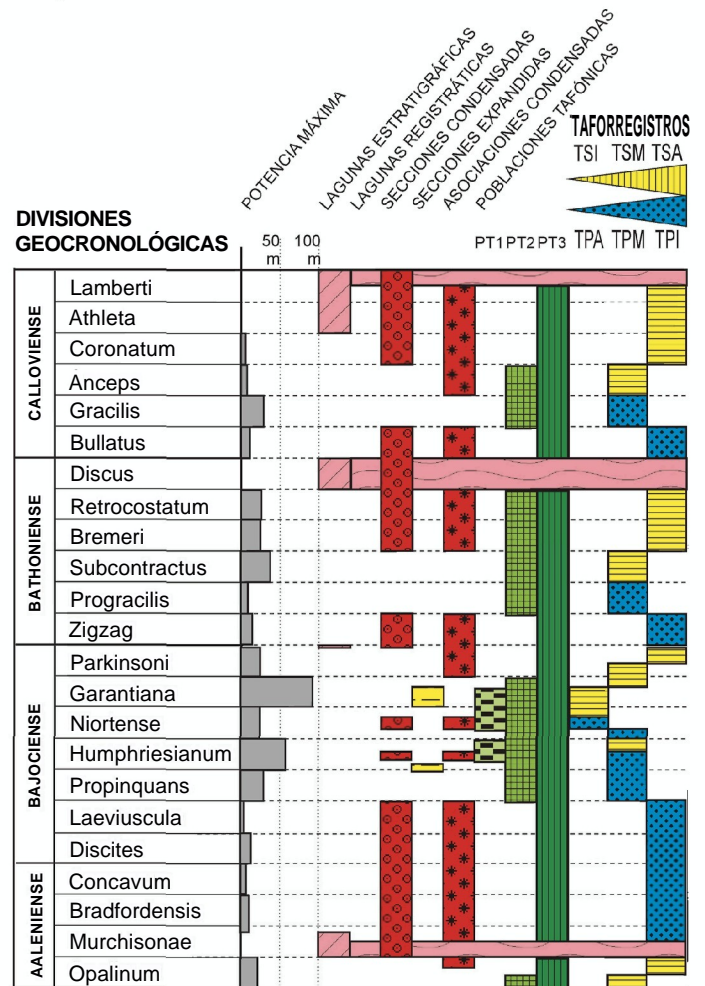 POTENCIA MÁXIMA
LAGUNAS ESTRATIGRÁFICAS
LAGUNAS REGISTRÁTICAS
SECCIONES CONDENSADAS
SECCIONES EXPANDIDAS
ASOCIACIONES CONDENSADAS
POBLACIONES TAFÓNICAS
TAFORREGISTROS
TSI TSM TSA
DIVISIONES
GEOCRONOLÓGICAS
50 100
m m
PT1 PT2 PT3 TPA TPM TPI
CALLOVIENSE
Lamberti
Athleta
Coronatum
Anceps
Gracilis
Bullatus
BATHONIENSE
Discus
Retrocostatum
Bremeri
Subcontractus
Progracilis
Zigzag
BAJOCIENSE
Parkinsoni
Garantiana
Niortense
Humphriesianum
Propinquans
Laeviuscula
Discites
AALENIENSE
Concavum
Bradfordensis
Murchisonae
Opalinum